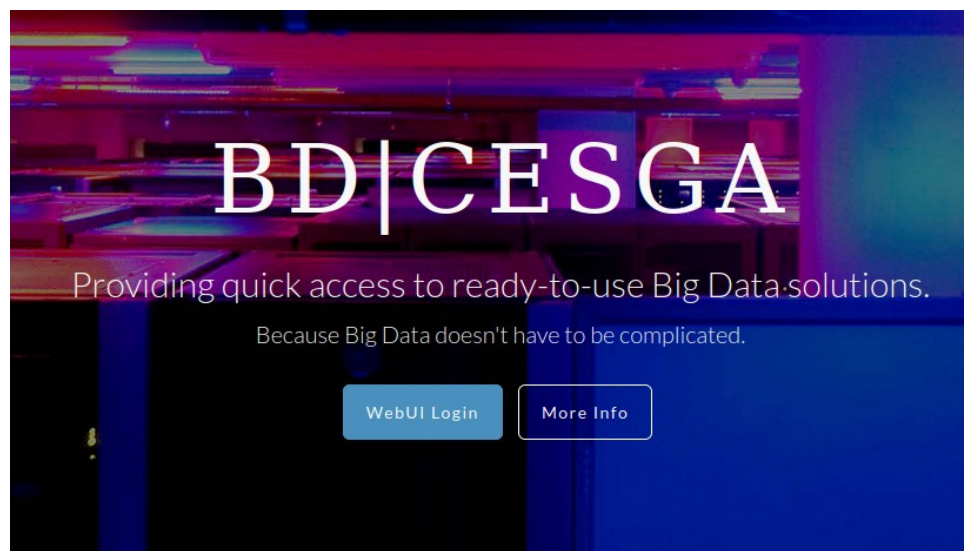 BD|CESGA
Providing quick access to ready-to-use Big Data solutions.
Because Big Data doesn't have to be complicated.
WebUI Login
More Info